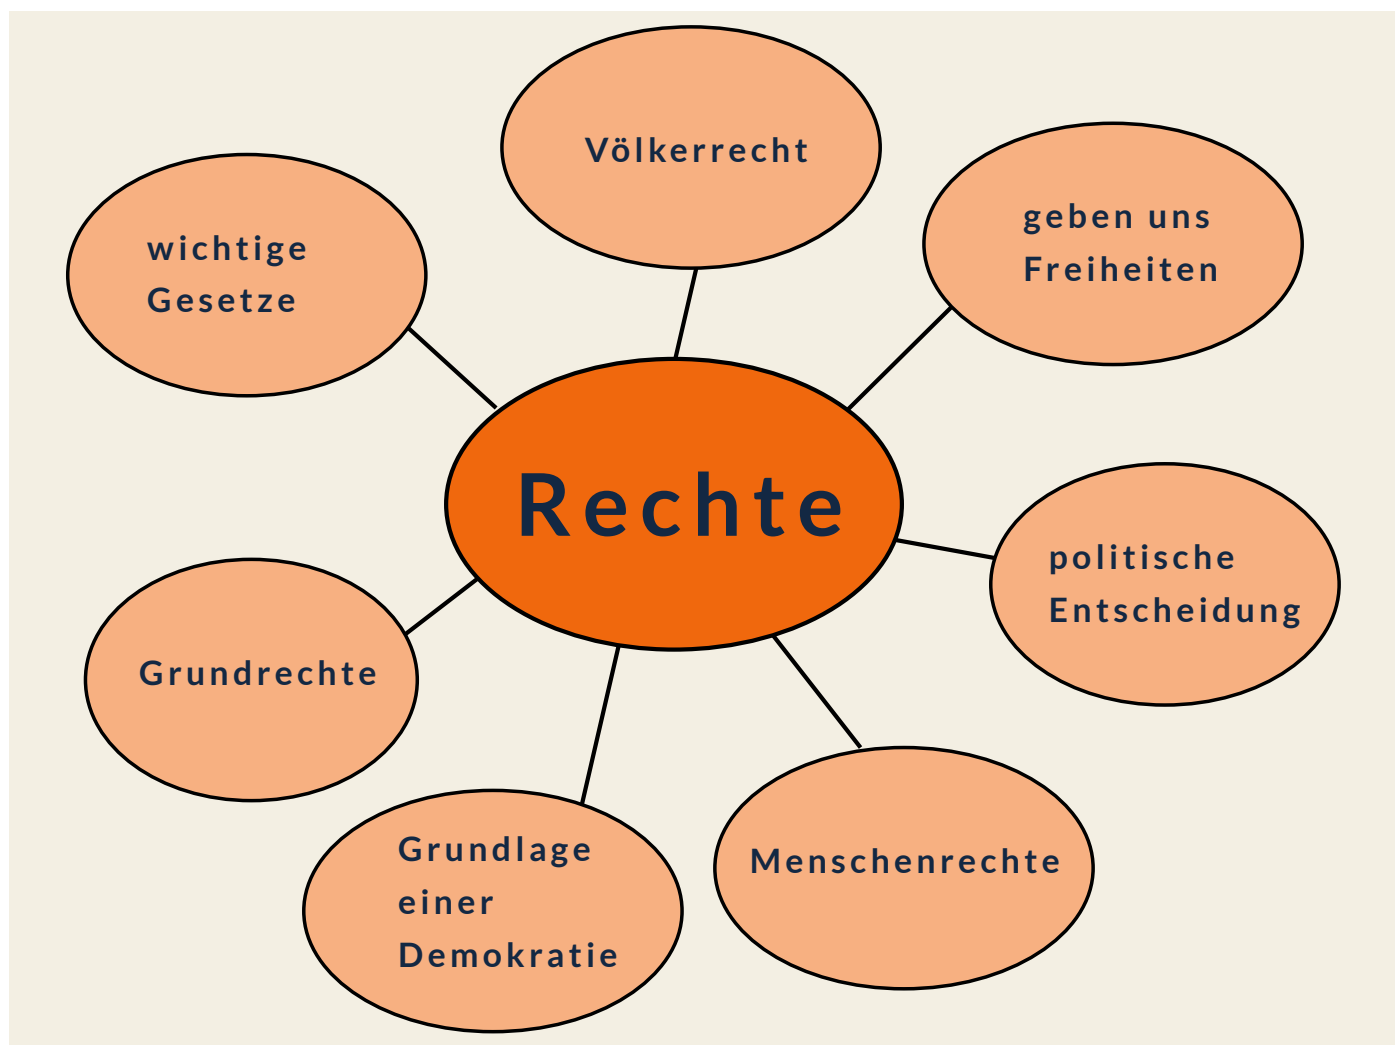 Völkerrecht
geben uns
Freiheiten
wichtige
Gesetze
Rechte
politische
Entscheidung
Grundrechte
Grundlage
einer
Demokratie
Menschenrechte